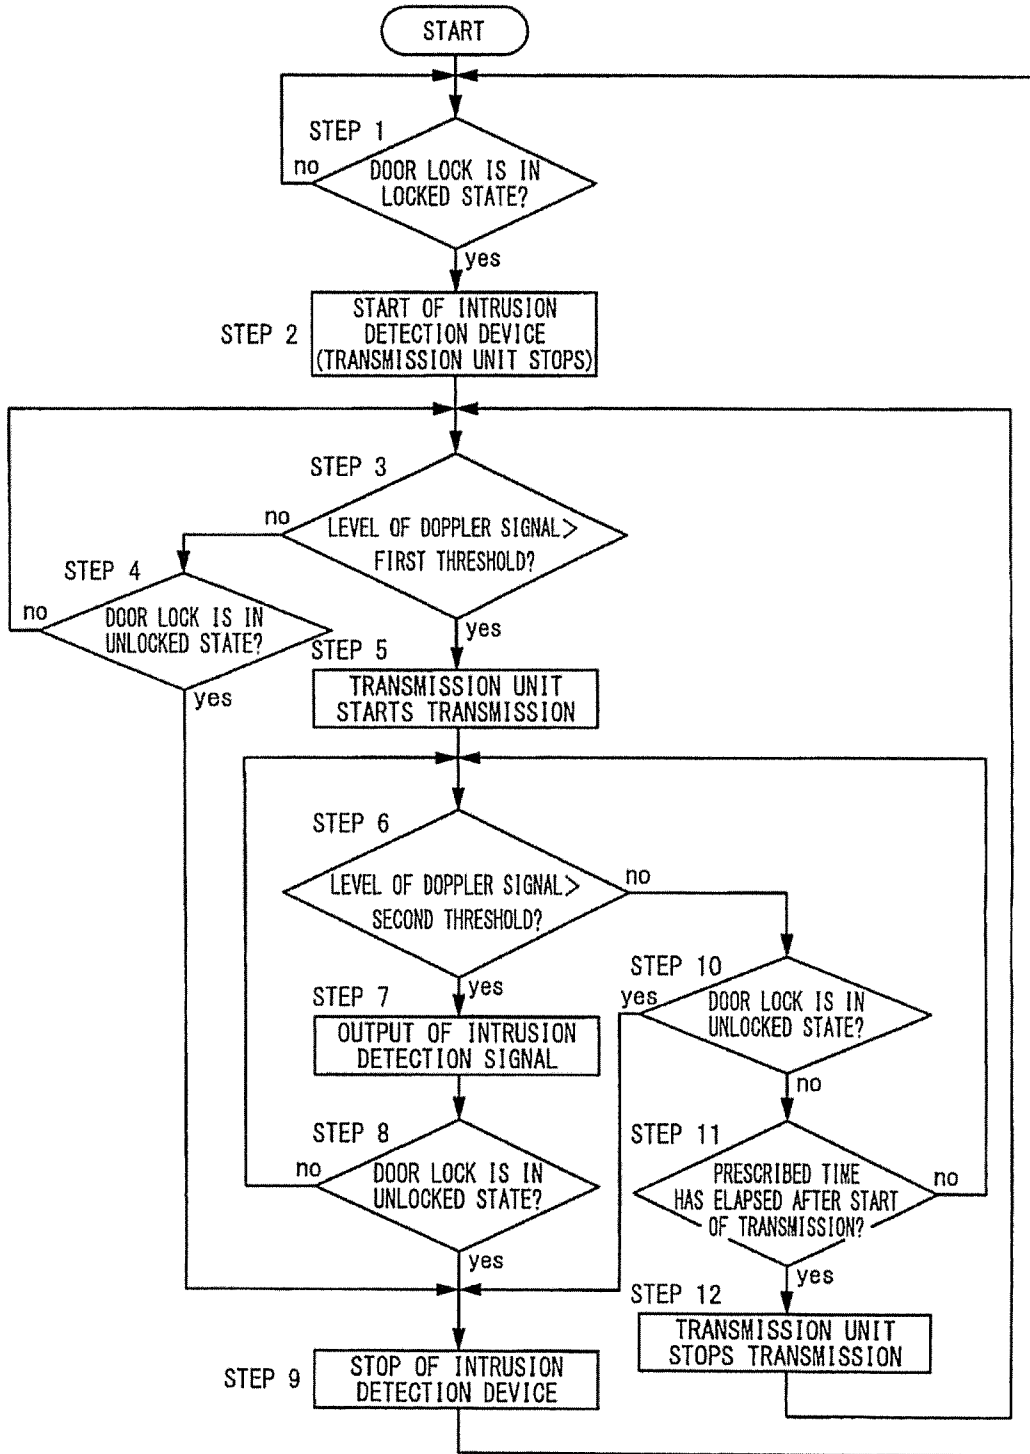 START
STEP 1
no
DOOR LOCK IS IN
LOCKED STATE?
yes
STEP 2
START OF INTRUSION
DETECTION DEVICE
(TRANSMISSION UNIT STOPS)
STEP 3
no
LEVEL OF DOPPLER SIGNAL>
FIRST THRESHOLD?
yes
STEP 4
no
DOOR LOCK IS IN
UNLOCKED STATE?
yes
STEP 5
TRANSMISSION UNIT
STARTS TRANSMISSION
STEP 6
LEVEL OF DOPPLER SIGNAL>
SECOND THRESHOLD?
no
yes
STEP 7
OUTPUT OF INTRUSION
DETECTION SIGNAL
STEP 8
no
DOOR LOCK IS IN
UNLOCKED STATE?
yes
STEP 10
yes
DOOR LOCK IS IN
UNLOCKED STATE?
no
STEP 11
PRESCRIBED TIME
HAS ELAPSED AFTER START
OF TRANSMISSION?
no
yes
STEP 12
TRANSMISSION UNIT
STOPS TRANSMISSION
STEP 9
STOP OF INTRUSION
DETECTION DEVICE